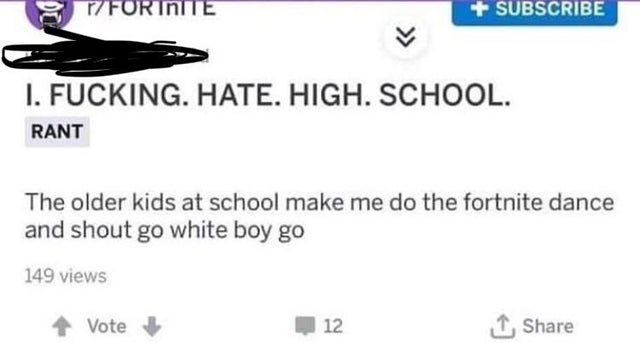 r/FORTnITE
+ SUBSCRIBE
I. FUCKING. HATE. HIGH. SCHOOL.
RANT
The older kids at school make me do the fortnite dance
and shout go white boy go
149 views
Vote
12
Share